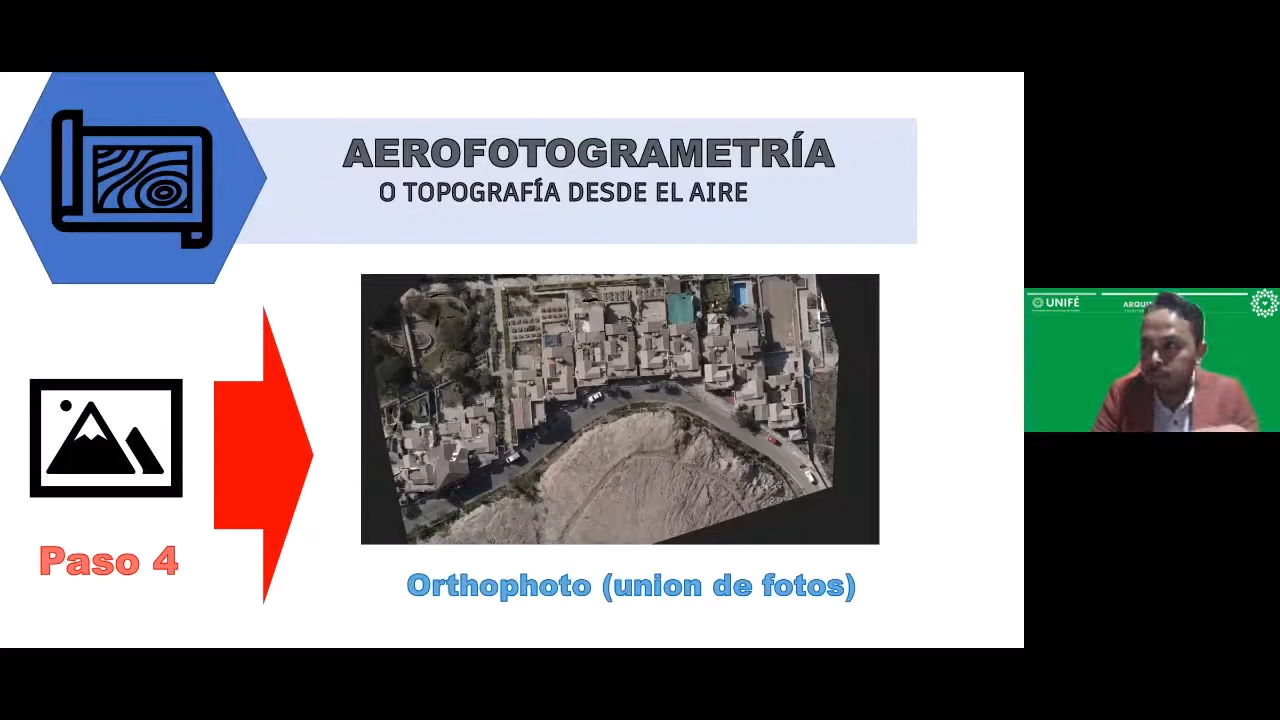 AEROFOTOGRAMETRÍA
O TOPOGRAFÍA DESDE EL AIRE
Paso 4
Orthophoto (union de fotos)
UNIFÉ